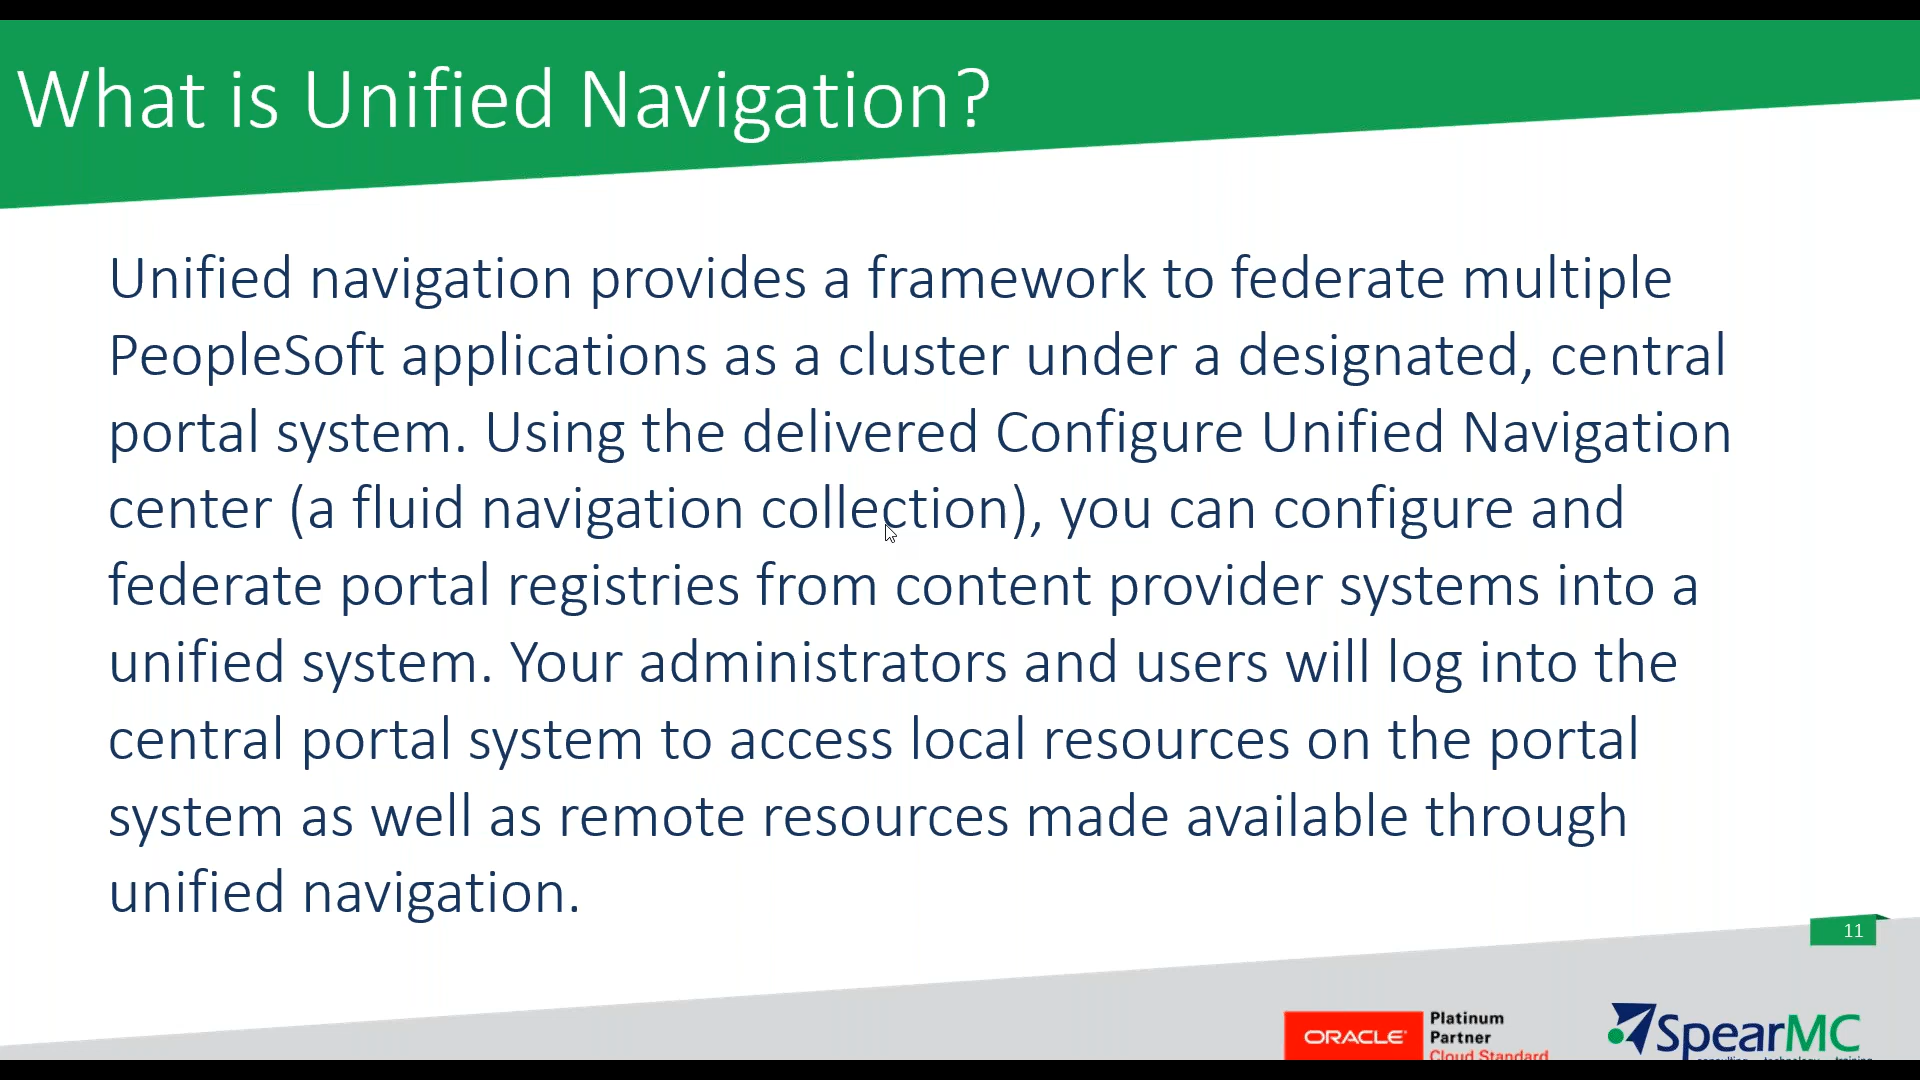 What is Unified Navigation?
Unified navigation provides a framework to federate multiple
PeopleSoft applications as a cluster under a designated, central
portal system. Using the delivered Configure Unified Navigation
center (a fluid navigation collection), you can configure and
federate portal registries from content provider systems into a
unified system. Your administrators and users will log into the
central portal system to access local resources on the portal
system as well as remote resources made available through
unified navigation.
11
ORACLE
Platinum
Partner
Cloud Standard
SpearMC